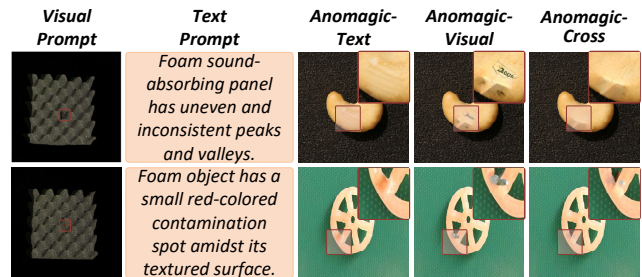 Visual Prompt
Text Prompt
Anomagic-Text
Anomagic-Visual
Anomagic-Cross
Foam sound-
absorbing panel
has uneven and
inconsistent peaks
and valleys.
Foam object has a
small red-colored
contamination
spot amidst its
textured surface.